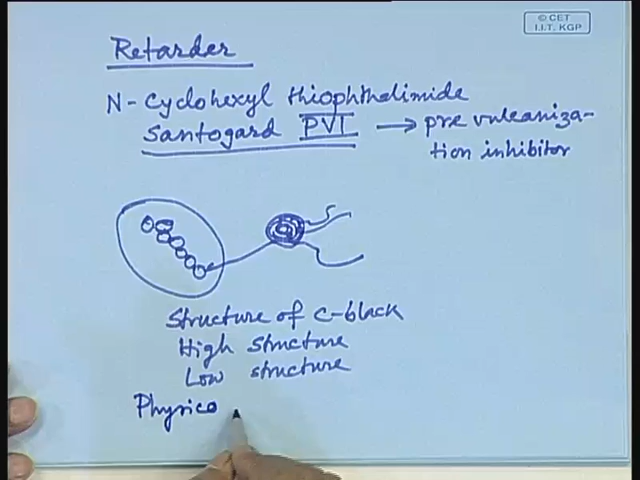 © CET
I.I.T. KGP
Retarder
N-Cyclohexyl thiophthalimide
Santogard PVI → pre vulcaniza-
tion inhibitor
Structure of C-black
High Structure
Low structure
Physico